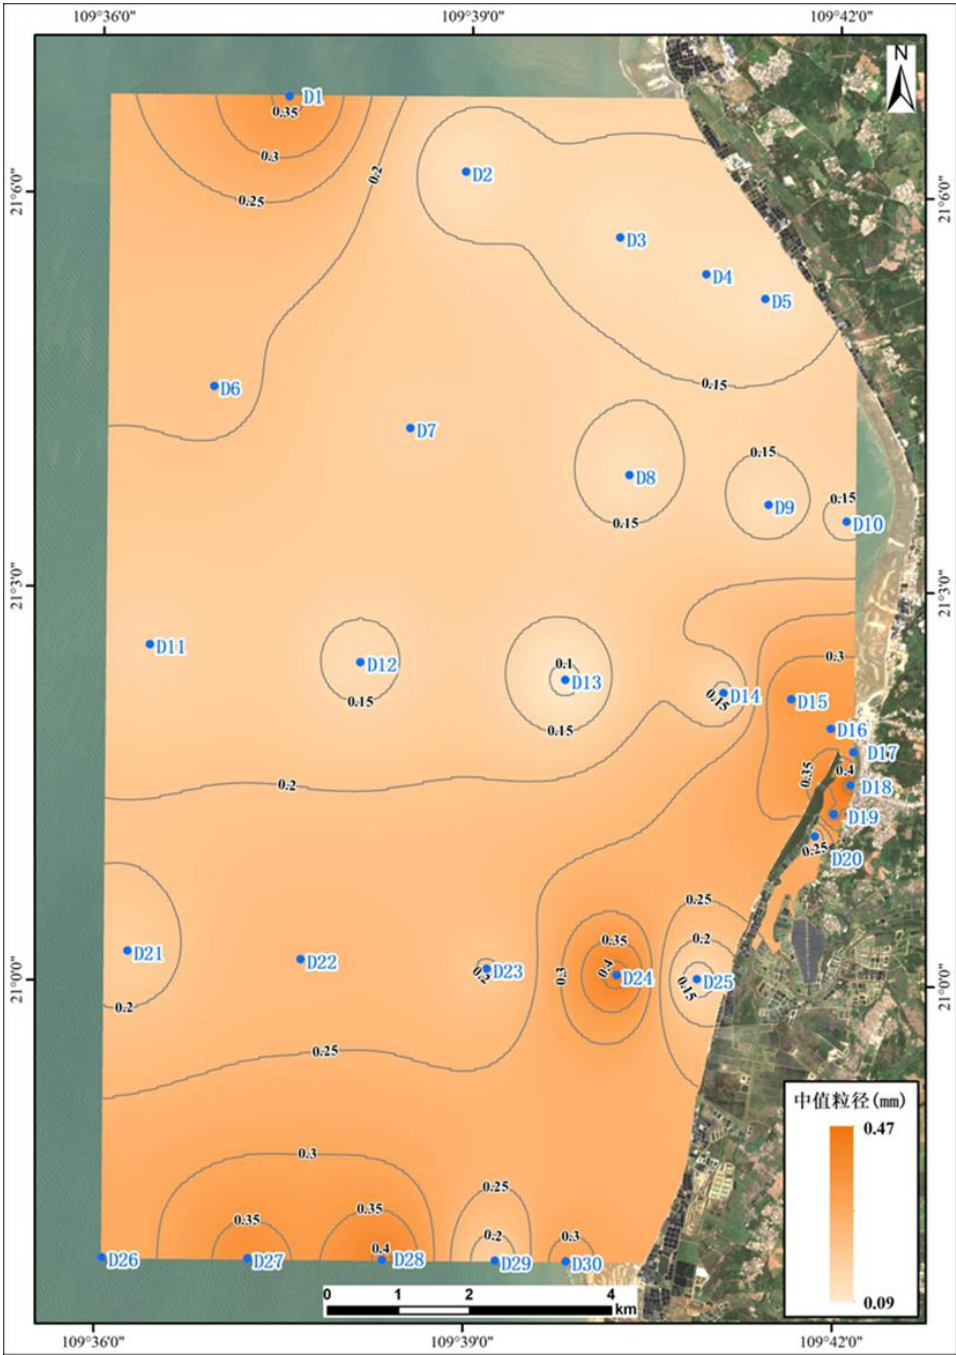 109°36'0"
109°39'0"
109°42'0"
N
D1
0.35
0.3
0.25
0.2
D2
21°6'0"
21°6'0"
D3
D4
D5
0.15
D6
D7
0.15
D8
0.15
D9
0.15
D10
21°3'0"
21°3'0"
D11
D12
0.15
0.1
D13
0.15
D14
0.15
0.3
D15
D16
D17
0.35
0.4
D18
D19
0.25
D20
0.2
D21
0.2
D22
D23
0.2
0.3
0.35
0.4
D24
0.25
0.2
D25
0.15
21°0'0"
21°0'0"
0.25
中值粒径(mm)
0.47
0.09
0.3
0.35
0.35
0.4
0.25
0.2
0.3
D26
D27
D28
D29
D30
0 1 2 4
km
109°36'0"
109°39'0"
109°42'0"